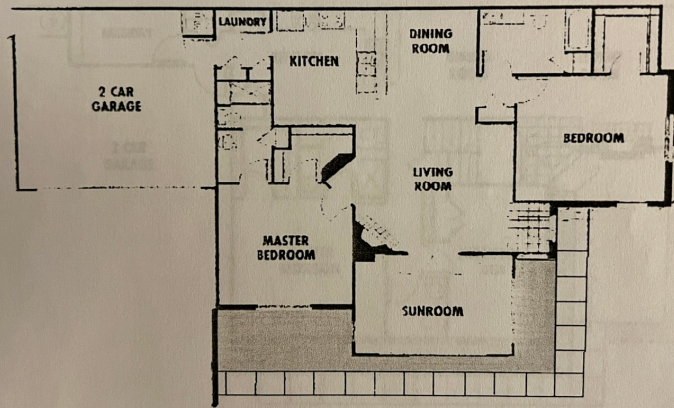 LAUNDRY
DINING
ROOM
KITCHEN
2 CAR
GARAGE
BEDROOM
LIVING
ROOM
MASTER
BEDROOM
SUNROOM